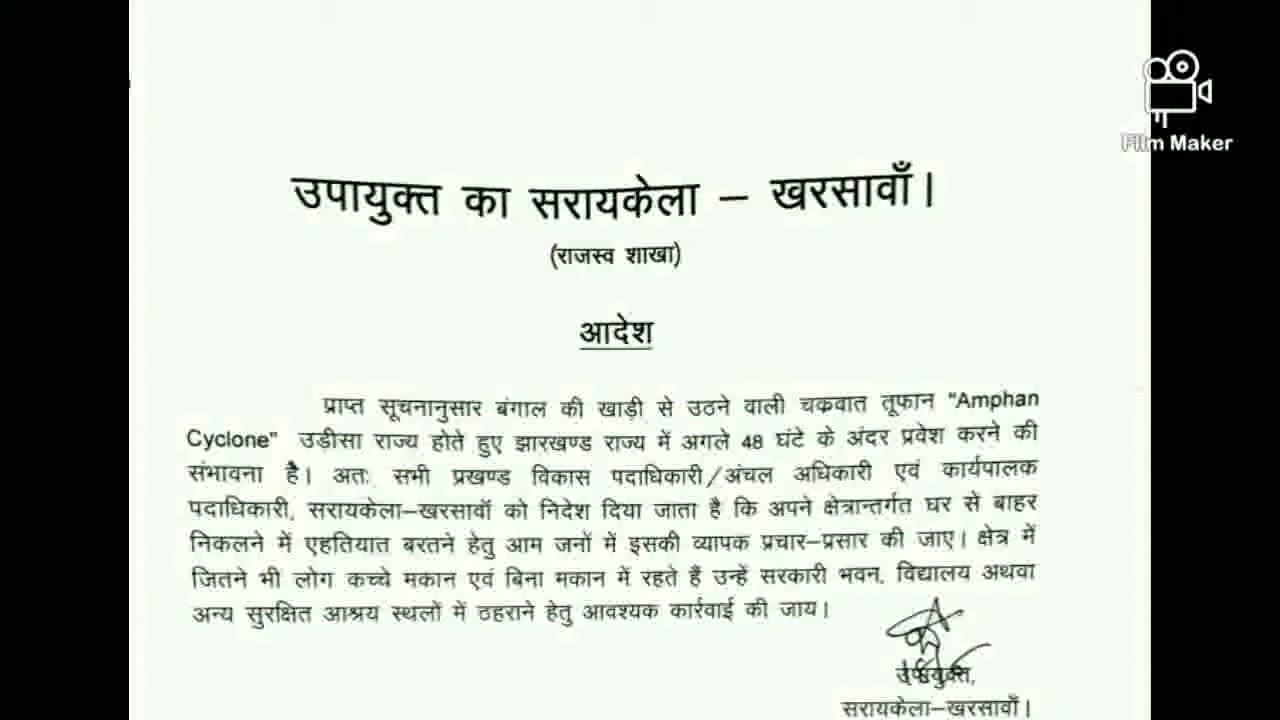 Film Maker
उपायुक्त का सरायकेला – खरसावाँ।
(राजस्व शाखा)
आदेश
प्राप्त सूचनानुसार बंगाल की खाड़ी से उठने वाली चक्रवात तूफान "Amphan
Cyclone" उड़ीसा राज्य होते हुए झारखण्ड राज्य में अगले 48 घंटे के अंदर प्रवेश करने की
संभावना है। अतः सभी प्रखण्ड विकास पदाधिकारी/अंचल अधिकारी एवं कार्यपालक
पदाधिकारी, सरायकेला–खरसावाँ को निदेश दिया जाता है कि अपने क्षेत्रान्तर्गत घर से बाहर
निकलने में एहतियात बरतने हेतु आम जनों में इसकी व्यापक प्रचार–प्रसार की जाए। क्षेत्र में
जितने भी लोग कच्चे मकान एवं बिना मकान में रहते हैं उन्हें सरकारी भवन, विद्यालय अथवा
अन्य सुरक्षित आश्रय स्थलों में ठहराने हेतु आवश्यक कार्रवाई की जाय।
उपायुक्त,
सरायकेला–खरसावाँ।